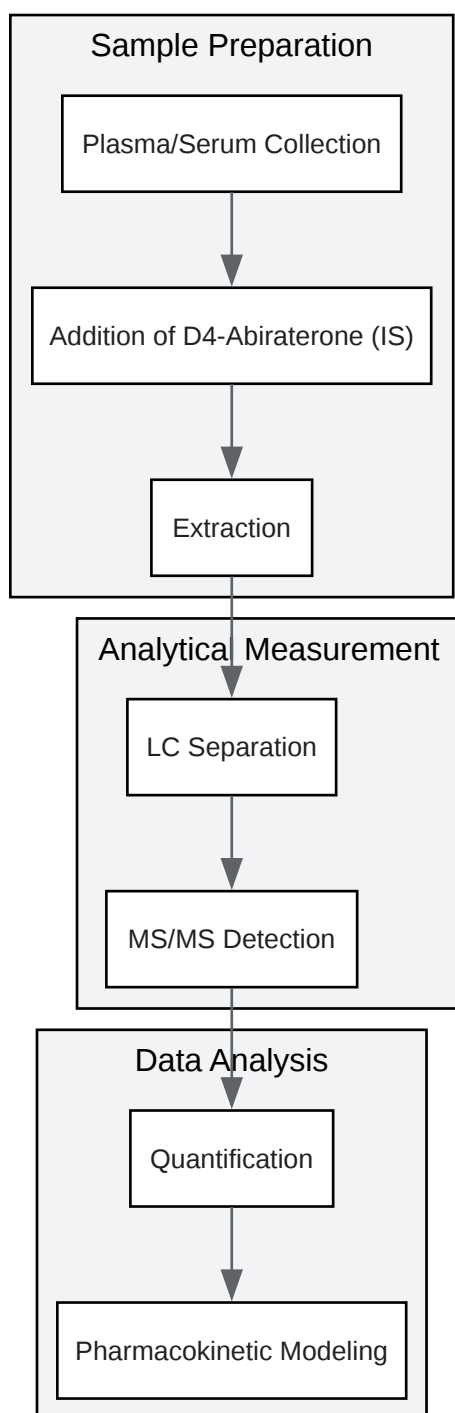 Sample Preparation
Plasma/Serum Collection
Addition of D4-Abiraterone (IS)
Extraction
Analytical Measurement
LC Separation
MS/MS Detection
Data Analysis
Quantification
Pharmacokinetic Modeling